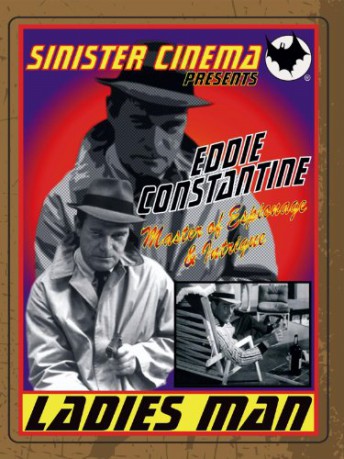 SINISTER CINEMA
PRESENTS
®
EDDIE
CONSTANTINE
Master of Espionage
& Intrigue
LADIES MAN